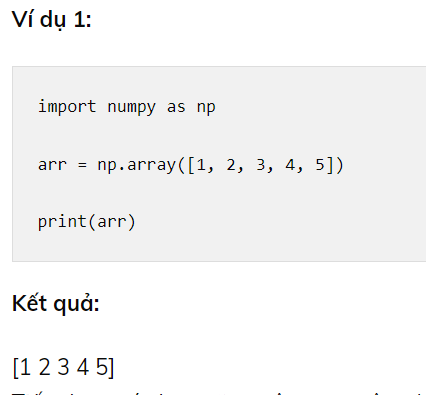 Ví dụ 1:
import numpy as np
arr = np.array([1, 2, 3, 4, 5])
print(arr)
Kết quả:
[1 2 3 4 5]